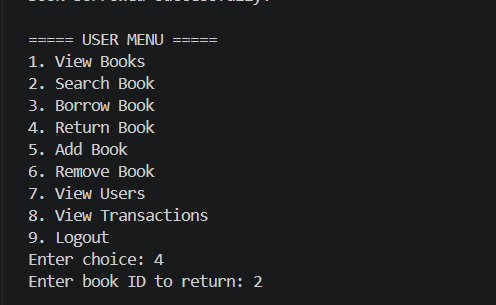 ===== USER MENU =====
1. View Books
2. Search Book
3. Borrow Book
4. Return Book
5. Add Book
6. Remove Book
7. View Users
8. View Transactions
9. Logout
Enter choice: 4
Enter book ID to return: 2